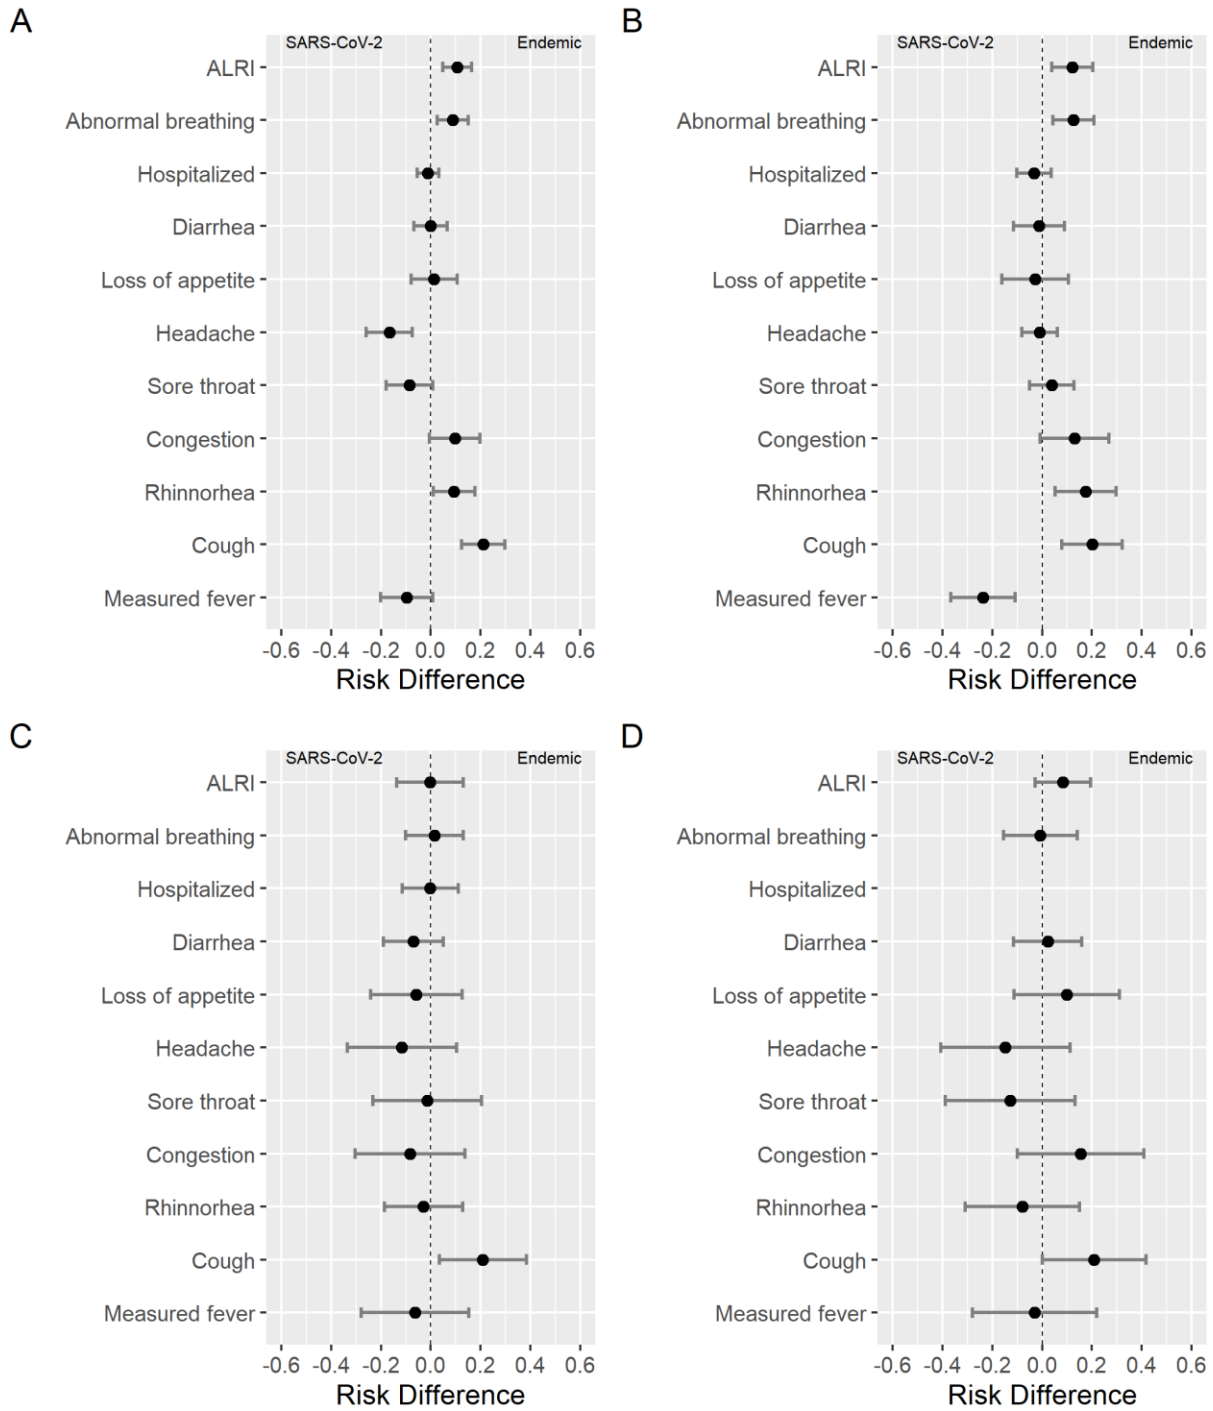 A
SARS-CoV-2 Endemic
ALRI
Abnormal breathing
Hospitalized
Diarrhea
Loss of appetite
Headache
Sore throat
Congestion
Rhinnorhea
Cough
Measured fever
-0.6 -0.4 -0.2 0.0 0.2 0.4 0.6
Risk Difference
B
SARS-CoV-2 Endemic
ALRI
Abnormal breathing
Hospitalized
Diarrhea
Loss of appetite
Headache
Sore throat
Congestion
Rhinnorhea
Cough
Measured fever
-0.6 -0.4 -0.2 0.0 0.2 0.4 0.6
Risk Difference
C
SARS-CoV-2 Endemic
ALRI
Abnormal breathing
Hospitalized
Diarrhea
Loss of appetite
Headache
Sore throat
Congestion
Rhinnorhea
Cough
Measured fever
-0.6 -0.4 -0.2 0.0 0.2 0.4 0.6
Risk Difference
D
SARS-CoV-2 Endemic
ALRI
Abnormal breathing
Hospitalized
Diarrhea
Loss of appetite
Headache
Sore throat
Congestion
Rhinnorhea
Cough
Measured fever
-0.6 -0.4 -0.2 0.0 0.2 0.4 0.6
Risk Difference